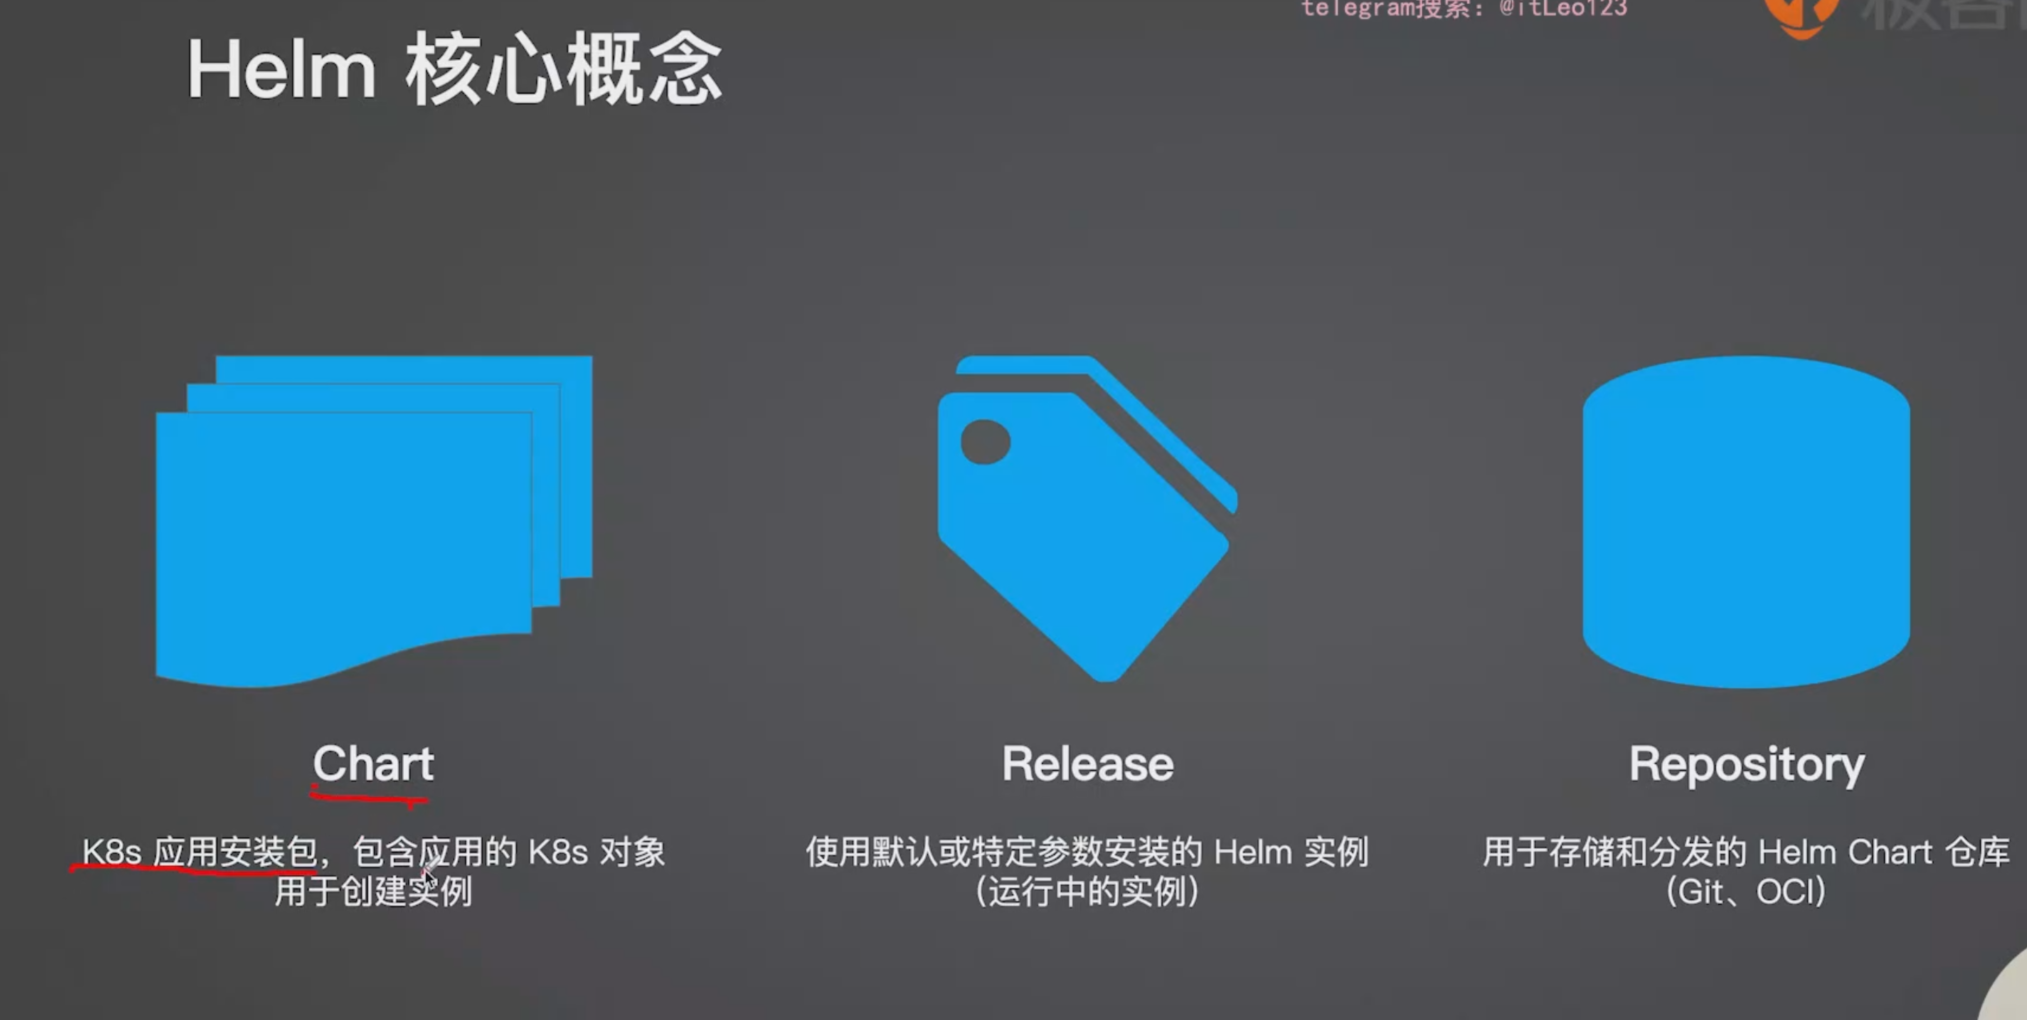 telegram搜索：@itLeo123
Helm 核心概念
Chart
K8s 应用安装包，包含应用的 K8s 对象
用于创建实例
Release
使用默认或特定参数安装的 Helm 实例
（运行中的实例）
Repository
用于存储和分发的 Helm Chart 仓库
（Git、OCI）